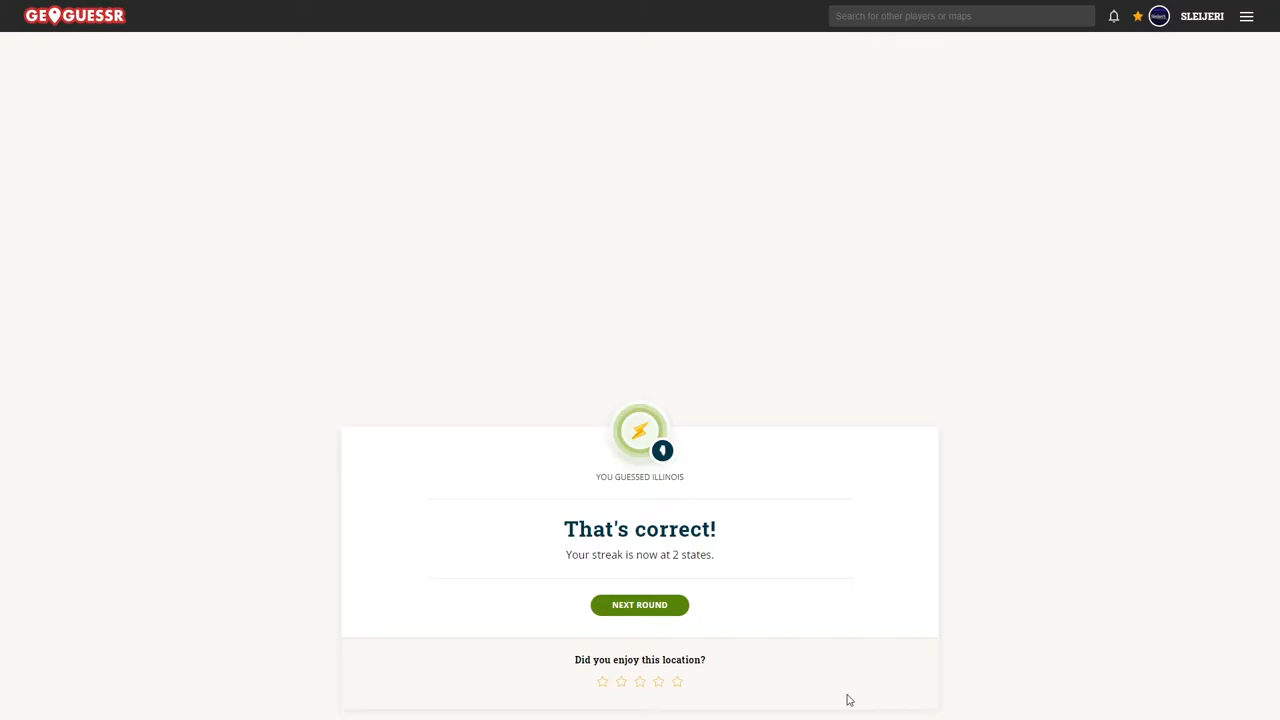 GEOGUESSR
Search for other players or maps
SLEIJERI
YOU GUESSED ILLINOIS
That's correct!
Your streak is now at 2 states.
NEXT ROUND
Did you enjoy this location?